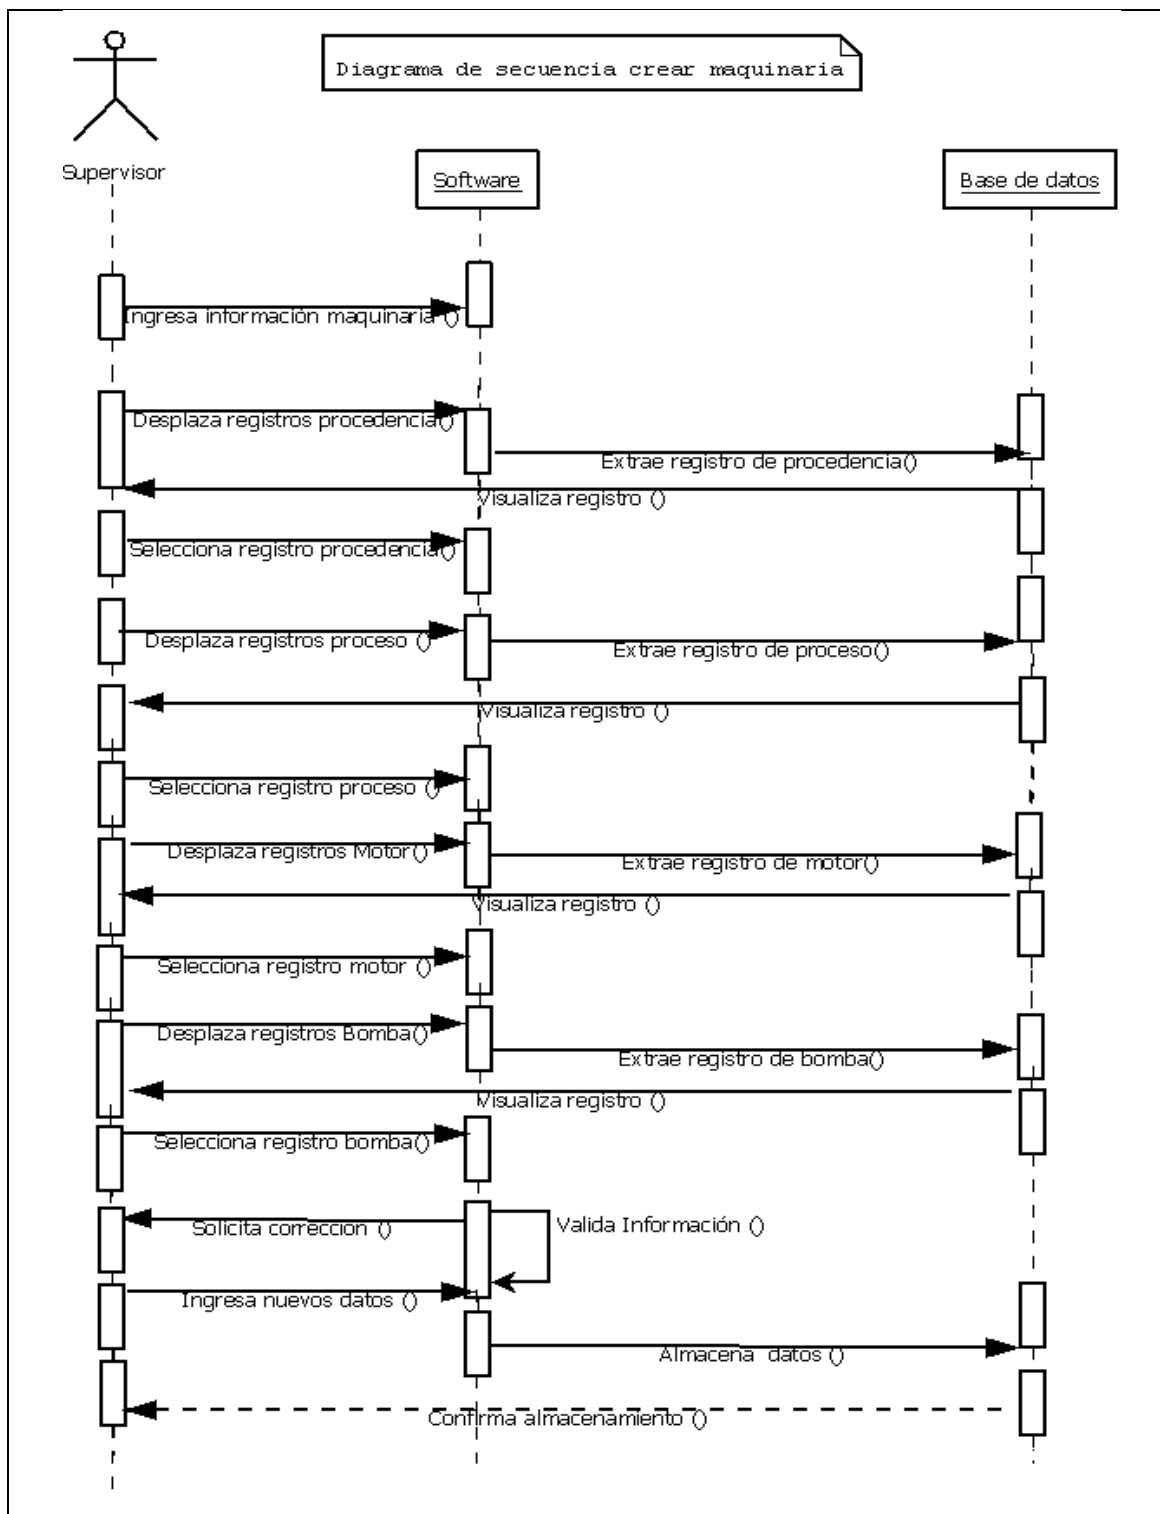 Diagrama de secuencia crear maquinaria
Supervisor
Software
Base de datos
Ingresa información maquinaria ()
Desplaza registros procedencia()
Extrae registro de procedencia()
Visualiza registro ()
Selecciona registro procedencia()
Desplaza registros proceso ()
Extrae registro de proceso()
Visualiza registro ()
Selecciona registro proceso ()
Desplaza registros Motor()
Extrae registro de motor()
Visualiza registro ()
Selecciona registro motor ()
Desplaza registros Bomba()
Extrae registro de bomba()
Visualiza registro ()
Selecciona registro bomba()
Solicita corrección ()
Valida Información ()
Ingresa nuevos datos ()
Almacena datos ()
Confirma almacenamiento ()